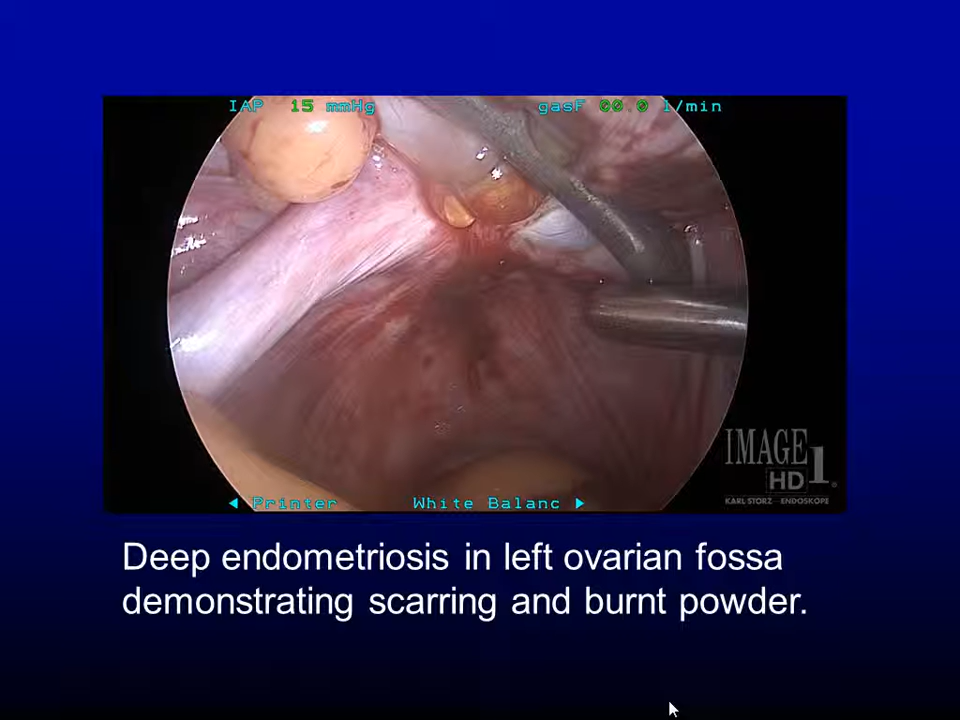 IAP 15 mmHg gasF 00.0 l/min
IMAGE 1
HD
KARL STORZ - ENDOSKOPE
◄ Printer White Balanc ►
Deep endometriosis in left ovarian fossa
demonstrating scarring and burnt powder.